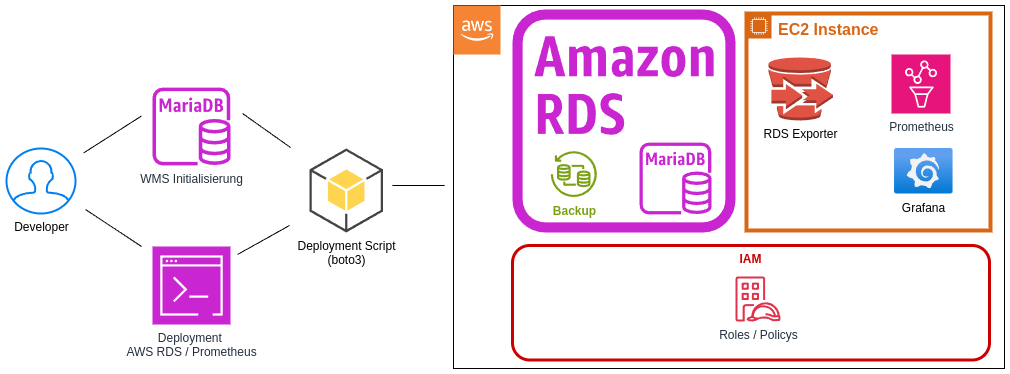 Developer
MariaDB
WMS Initialisierung
Deployment
AWS RDS / Prometheus
Deployment Script
(boto3)
aws
Amazon
RDS
Backup
MariaDB
EC2 Instance
RDS Exporter
Prometheus
Grafana
IAM
Roles / Policys